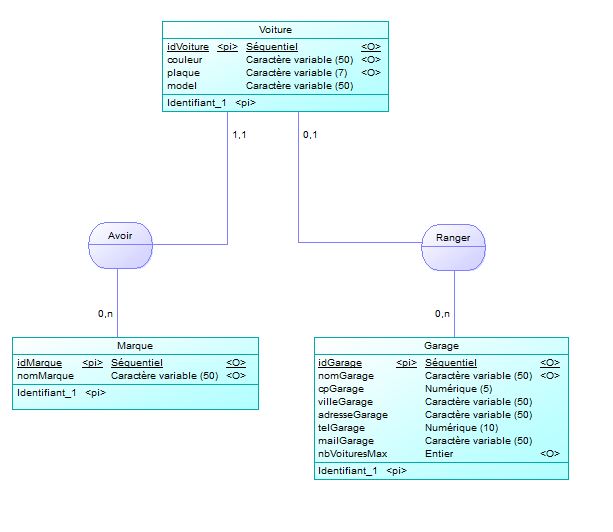 Voiture
idVoiture <pi> Séquentiel <O>
couleur Caractère variable (50) <O>
plaque Caractère variable (7) <O>
model Caractère variable (50)
Identifiant_1 <pi>
1,1 0,1
Avoir Ranger
0,n 0,n
Marque
idMarque <pi> Séquentiel <O>
nomMarque Caractère variable (50) <O>
Identifiant_1 <pi>
Garage
idGarage <pi> Séquentiel <O>
nomGarage Caractère variable (50) <O>
cpGarage Numérique (5)
villeGarage Caractère variable (50)
adresseGarage Caractère variable (50)
telGarage Numérique (10)
mailGarage Caractère variable (50)
nbVoituresMax Entier <O>
Identifiant_1 <pi>